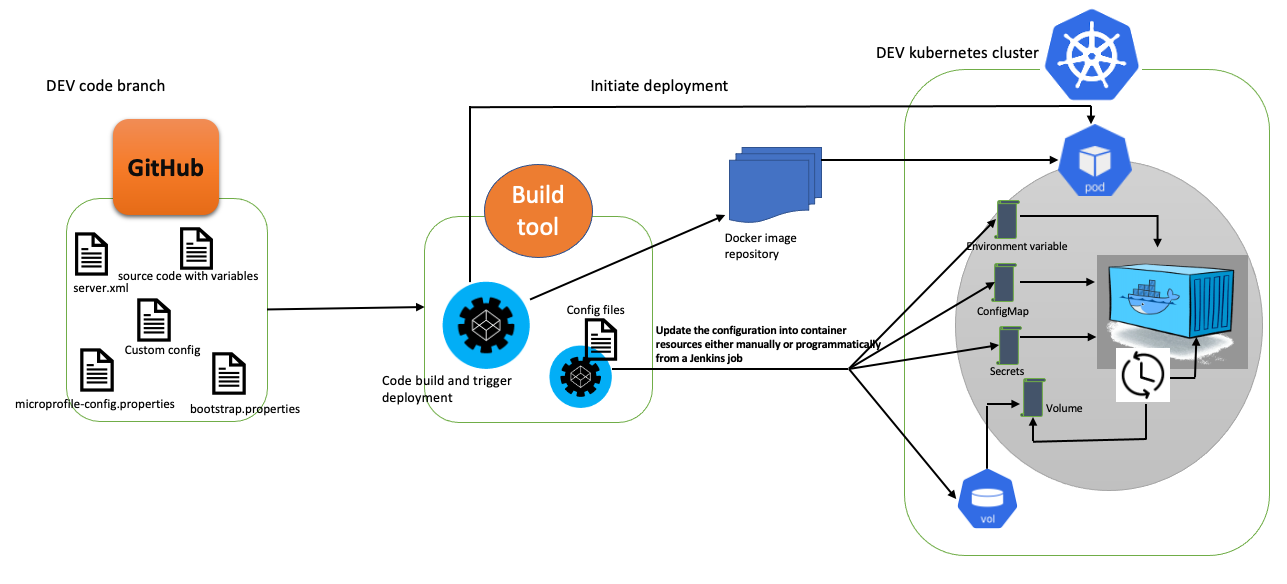 DEV kubernetes cluster
DEV code branch
Initiate deployment
GitHub
Build
tool
pod
Docker image
repository
Environment variable
source code with variables
server.xml
Custom config
microprofile-config.properties
bootstrap.properties
Config files
Code build and trigger
deployment
Update the configuration into container
resources either manually or programmatically
from a Jenkins job
ConfigMap
Secrets
Volume
vol